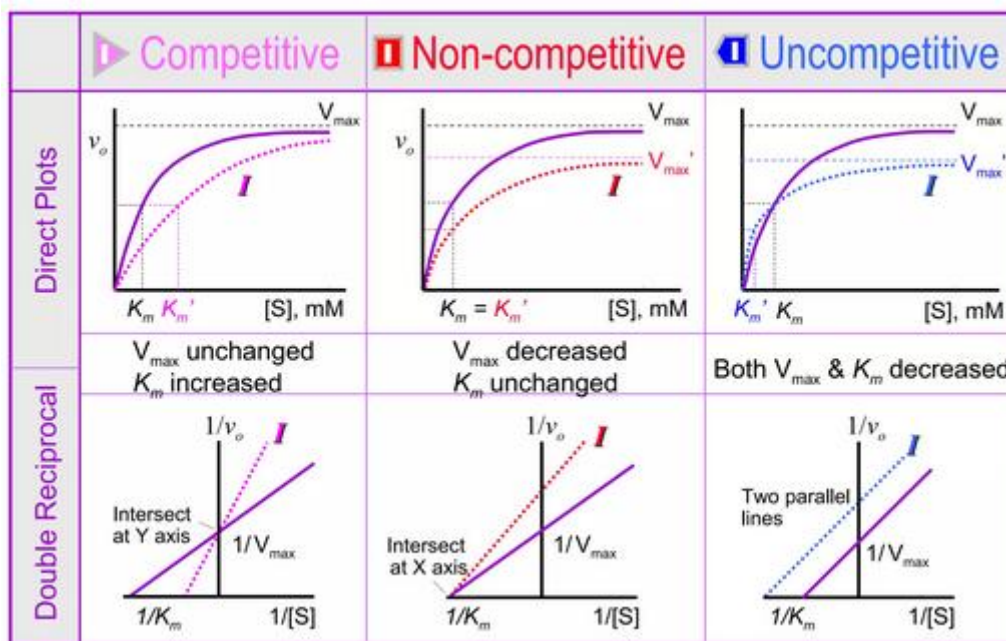 I Competitive
I Non-competitive
I Uncompetitive
Direct Plots
V_max
v_o
I
K_m K_m' [S], mM
V_max
v_o
V_max'
I
K_m = K_m' [S], mM
V_max
V_max'
I
K_m' K_m [S], mM
V_max unchanged
K_m increased
V_max decreased
K_m unchanged
Both V_max & K_m decreased
Double Reciprocal
1/v_o
I
Intersect
at Y axis
1/V_max
1/K_m 1/[S]
1/v_o
I
Intersect
at X axis
1/V_max
1/K_m 1/[S]
1/v_o
I
Two parallel
lines
1/V_max
1/K_m 1/[S]